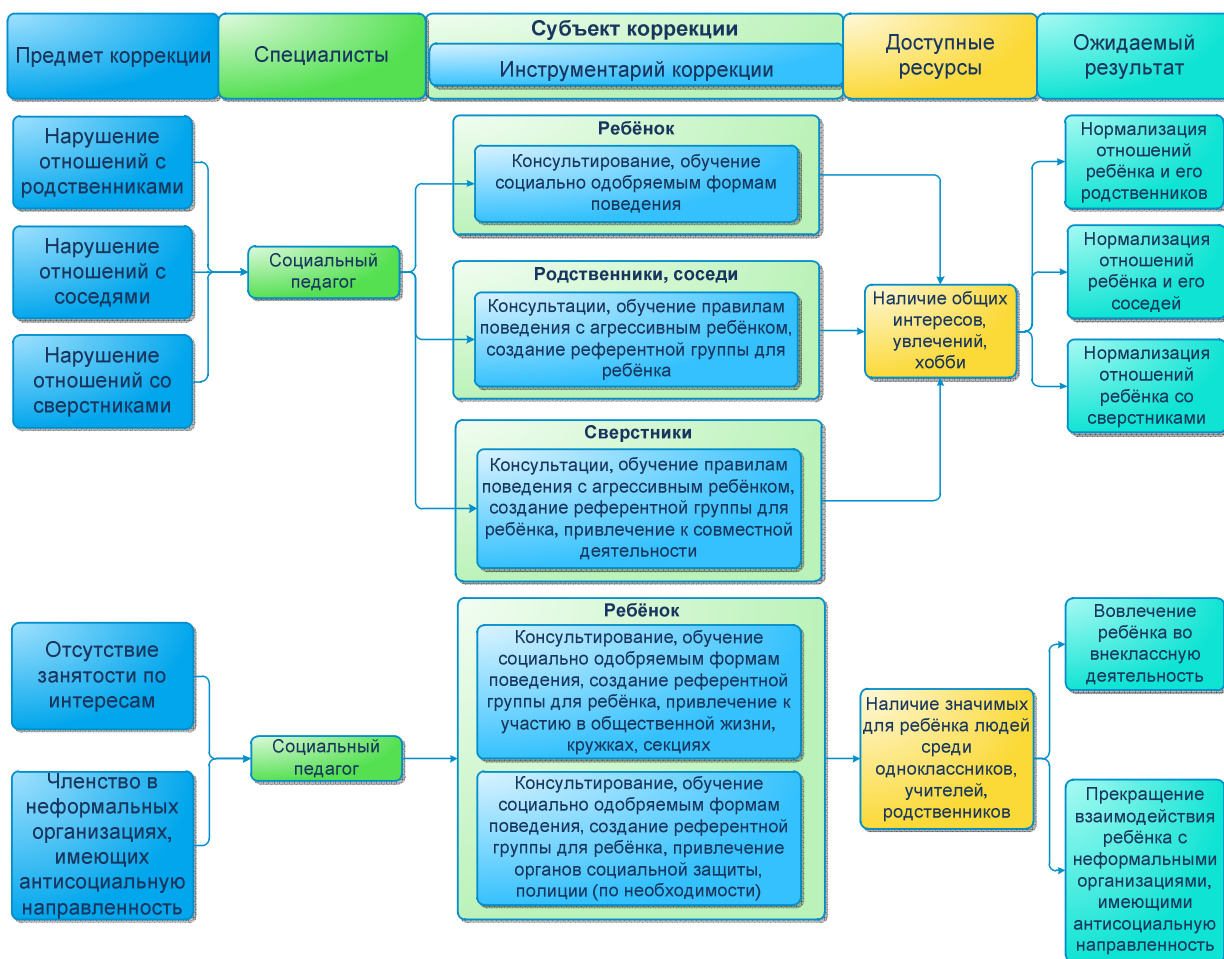 Предмет коррекции
Специалисты
Субъект коррекции
Инструментарий коррекции
Доступные
ресурсы
Ожидаемый
результат
Нарушение
отношений с
родственниками
Нарушение
отношений с
соседями
Нарушение
отношений со
сверстниками
Социальный
педагог
Ребёнок
Консультирование, обучение
социально одобряемым формам
поведения
Родственники, соседи
Консультации, обучение правилам
поведения с агрессивным ребёнком,
создание референтной группы для
ребёнка
Сверстники
Консультации, обучение правилам
поведения с агрессивным ребёнком,
создание референтной группы для
ребёнка, привлечение к совместной
деятельности
Наличие общих
интересов,
увлечений,
хобби
Нормализация
отношений
ребёнка и его
родственников
Нормализация
отношений
ребёнка и его
соседей
Нормализация
отношений
ребёнка со
сверстниками
Отсутствие
занятости по
интересам
Членство в
неформальных
организациях,
имеющих
антисоциальную
направленность
Социальный
педагог
Ребёнок
Консультирование, обучение
социально одобряемым формам
поведения, создание референтной
группы для ребёнка, привлечение к
участию в общественной жизни,
кружках, секциях
Консультирование, обучение
социально одобряемым формам
поведения, создание референтной
группы для ребёнка, привлечение
органов социальной защиты,
полиции (по необходимости)
Наличие значимых
для ребёнка людей
среди
одноклассников,
учителей,
родственников
Вовлечение
ребёнка во
внеклассную
деятельность
Прекращение
взаимодействия
ребёнка с
неформальными
организациями,
имеющими
антисоциальную
направленность